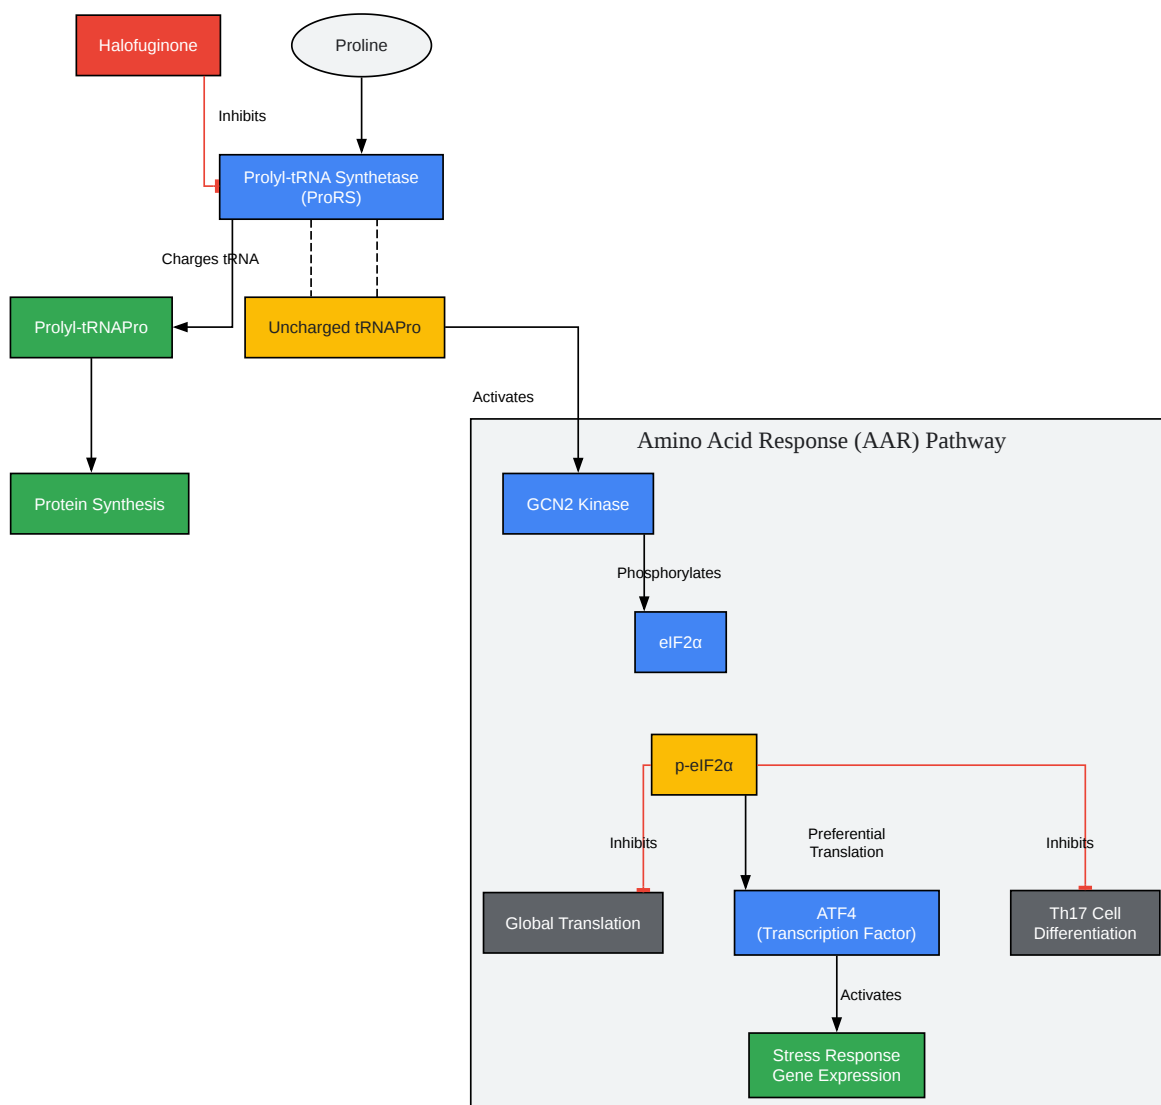 Halofuginone
Proline
Inhibits
Prolyl-tRNA Synthetase
(ProRS)
Charges tRNA
Prolyl-tRNAPro
Uncharged tRNAPro
Activates
Amino Acid Response (AAR) Pathway
Protein Synthesis
GCN2 Kinase
Phosphorylates
eIF2α
p-eIF2α
Inhibits
Preferential
Translation
Inhibits
Global Translation
ATF4
(Transcription Factor)
Th17 Cell
Differentiation
Activates
Stress Response
Gene Expression